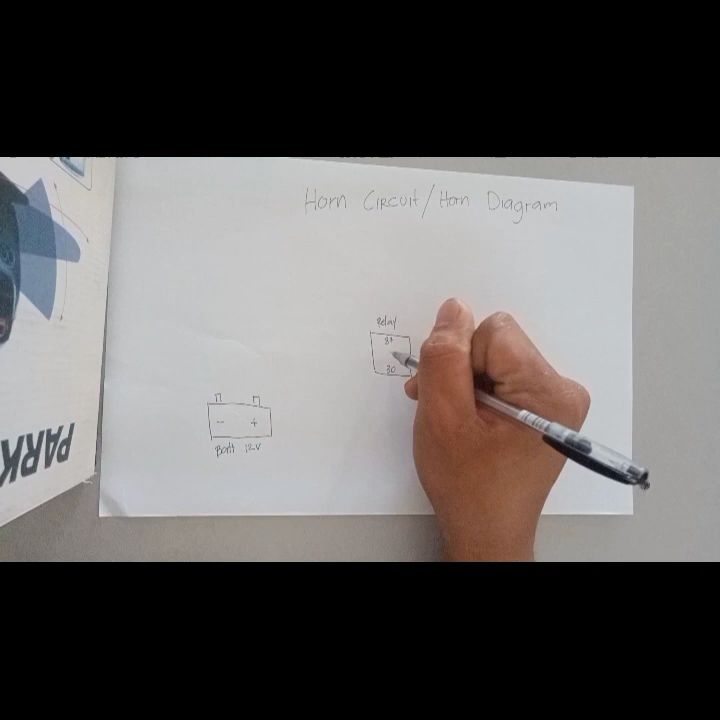 Horn Circuit / Horn Diagram
Relay
87
30
- +
Batt 12V
PARK